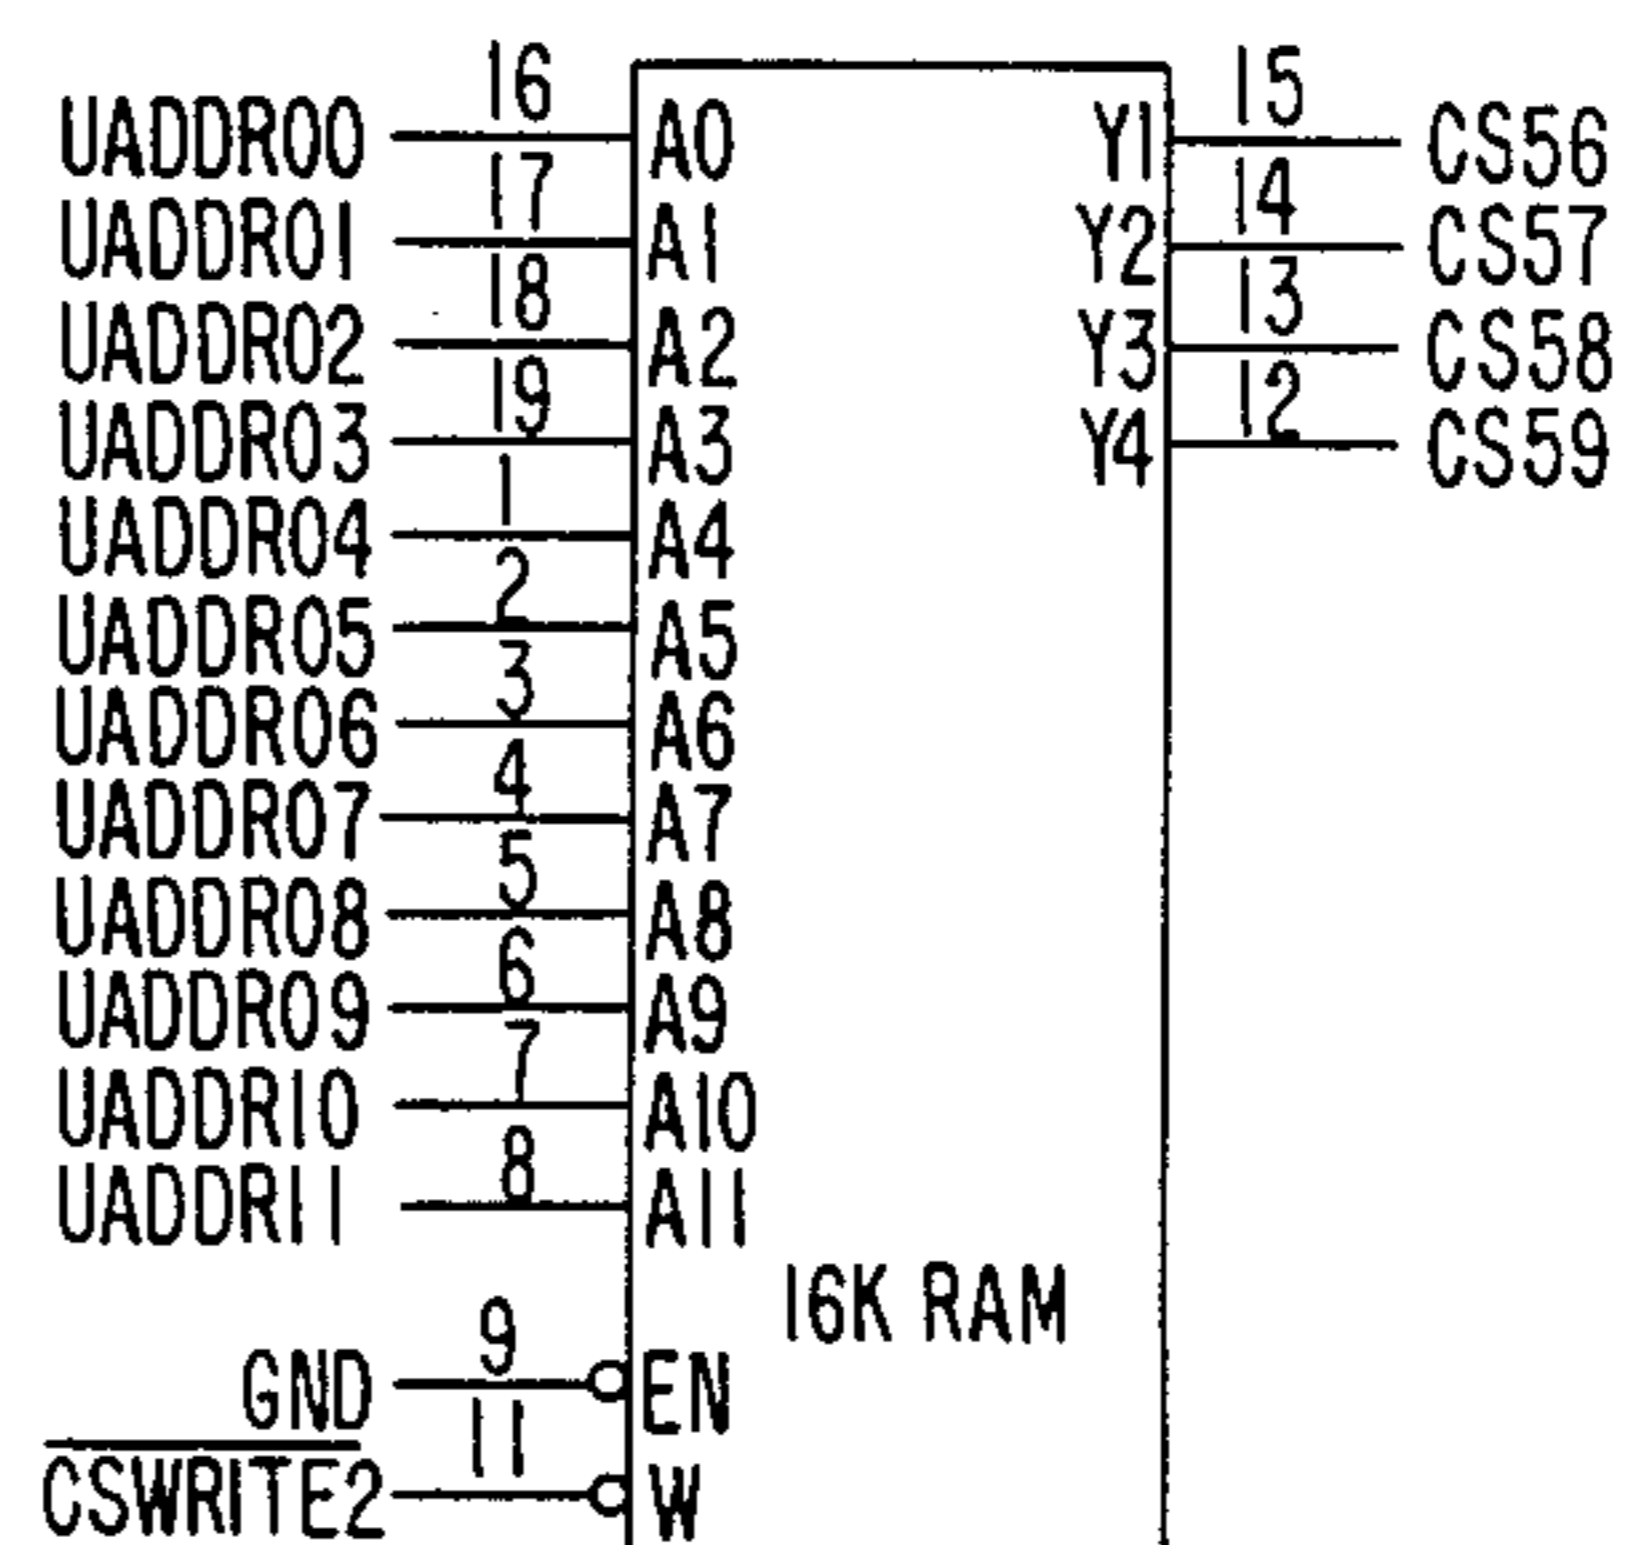 16 15
UADDR00 A0 Y1 CS56
17 14
UADDR01 A1 Y2 CS57
18 13
UADDR02 A2 Y3 CS58
19 12
UADDR03 A3 Y4 CS59
1
UADDR04 A4
2
UADDR05 A5
3
UADDR06 A6
4
UADDR07 A7
5
UADDR08 A8
6
UADDR09 A9
7
UADDR10 A10
8
UADDR11 A11
16K RAM
9
GND EN
11
CSWRITE2 W